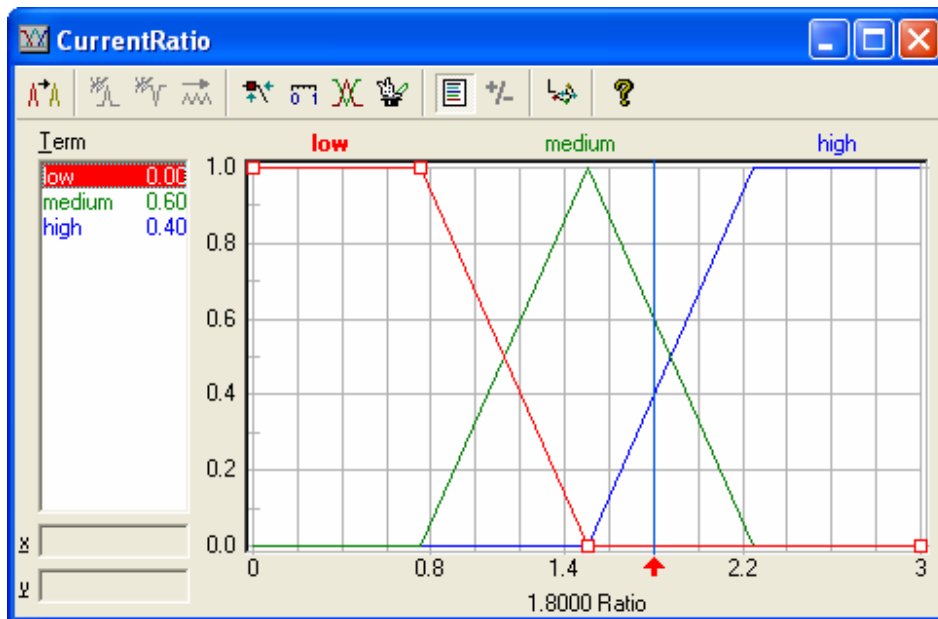 CurrentRatio
Term
low 0.00
medium 0.60
high 0.40
low medium high
1.0
0.8
0.6
0.4
0.2
0.0
0 0.8 1.4 2.2 3
1.8000 Ratio
x
y